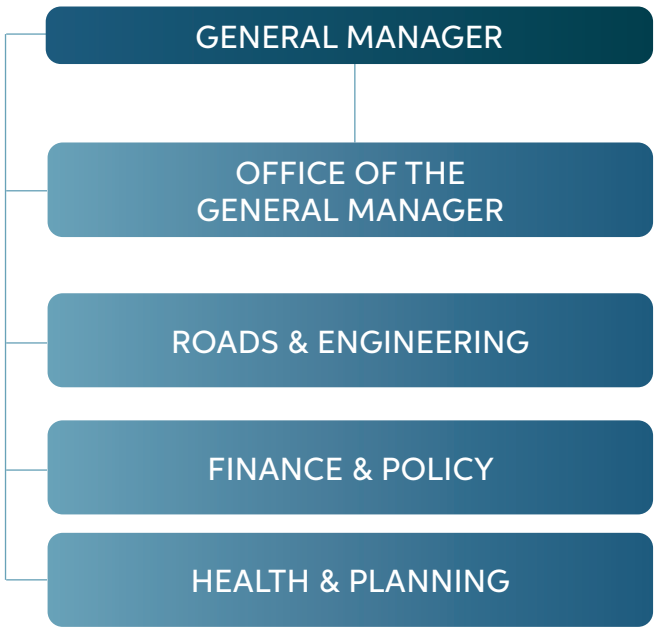 GENERAL MANAGER
OFFICE OF THE
GENERAL MANAGER
ROADS & ENGINEERING
FINANCE & POLICY
HEALTH & PLANNING